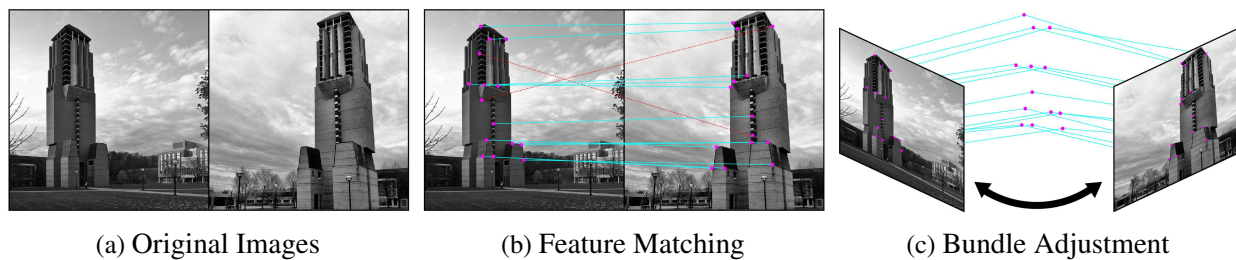 (a) Original Images
(b) Feature Matching
(c) Bundle Adjustment